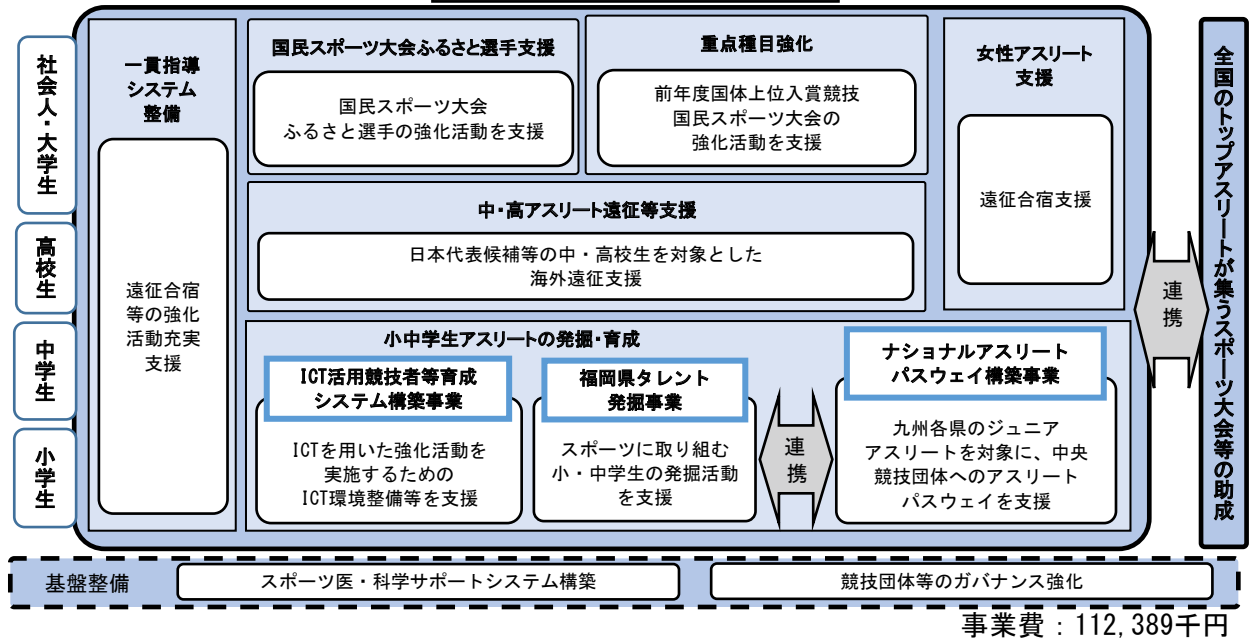 社会人・大学生
高校生
中学生
小学生
一貫指導
システム
整備
遠征合宿
等の強化
活動充実
支援
国民スポーツ大会ふるさと選手支援
国民スポーツ大会
ふるさと選手の強化活動を支援
重点種目強化
前年度国体上位入賞競技
国民スポーツ大会の
強化活動を支援
女性アスリート
支援
遠征合宿支援
中・高アスリート遠征等支援
日本代表候補等の中・高校生を対象とした
海外遠征支援
小中学生アスリートの発掘・育成
ICT活用競技者等育成
システム構築事業
ICTを用いた強化活動を
実施するための
ICT環境整備等を支援
福岡県タレント
発掘事業
スポーツに取り組む
小・中学生の発掘活動
を支援
連携
ナショナルアスリート
パスウェイ構築事業
九州各県のジュニア
アスリートを対象に、中央
競技団体へのアスリート
パスウェイを支援
連携
全国のトップアスリートが集うスポーツ大会等の助成
基盤整備
スポーツ医・科学サポートシステム構築
競技団体等のガバナンス強化
事業費：112,389千円